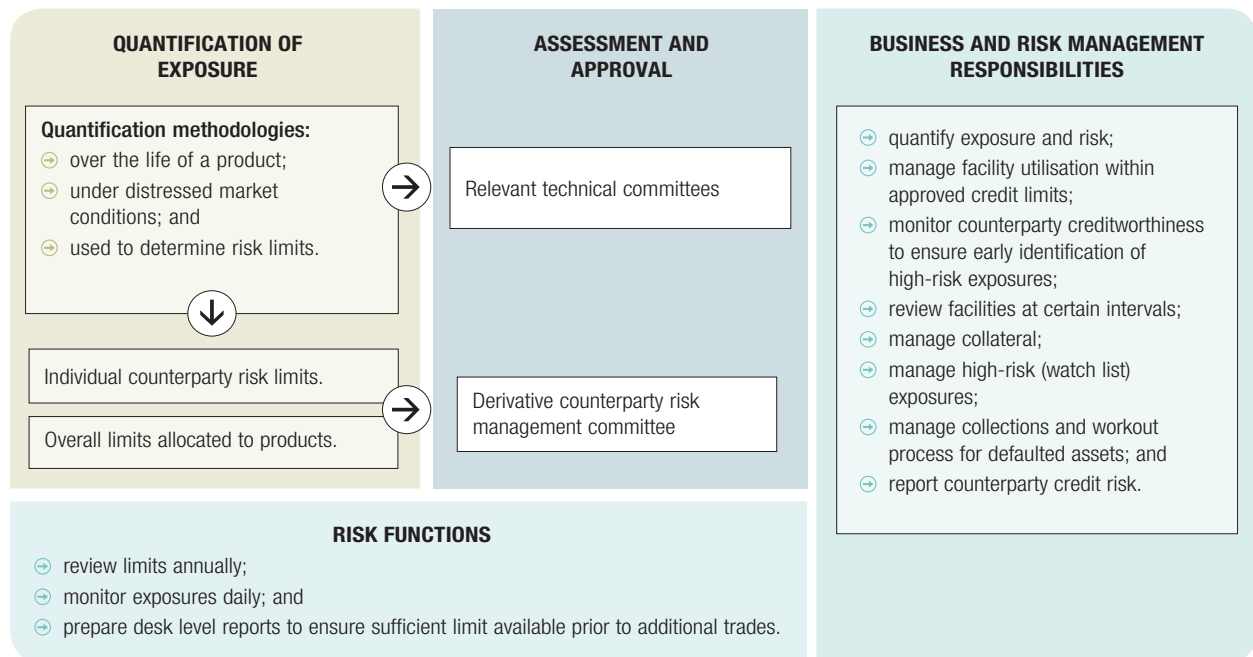 QUANTIFICATION OF
EXPOSURE
Quantification methodologies:
over the life of a product;
under distressed market
conditions; and
used to determine risk limits.
Individual counterparty risk limits.
Overall limits allocated to products.
ASSESSMENT AND
APPROVAL
Relevant technical committees
Derivative counterparty risk
management committee
BUSINESS AND RISK MANAGEMENT
RESPONSIBILITIES
quantify exposure and risk;
manage facility utilisation within
approved credit limits;
monitor counterparty creditworthiness
to ensure early identification of
high-risk exposures;
review facilities at certain intervals;
manage collateral;
manage high-risk (watch list)
exposures;
manage collections and workout
process for defaulted assets; and
report counterparty credit risk.
RISK FUNCTIONS
review limits annually;
monitor exposures daily; and
prepare desk level reports to ensure sufficient limit available prior to additional trades.